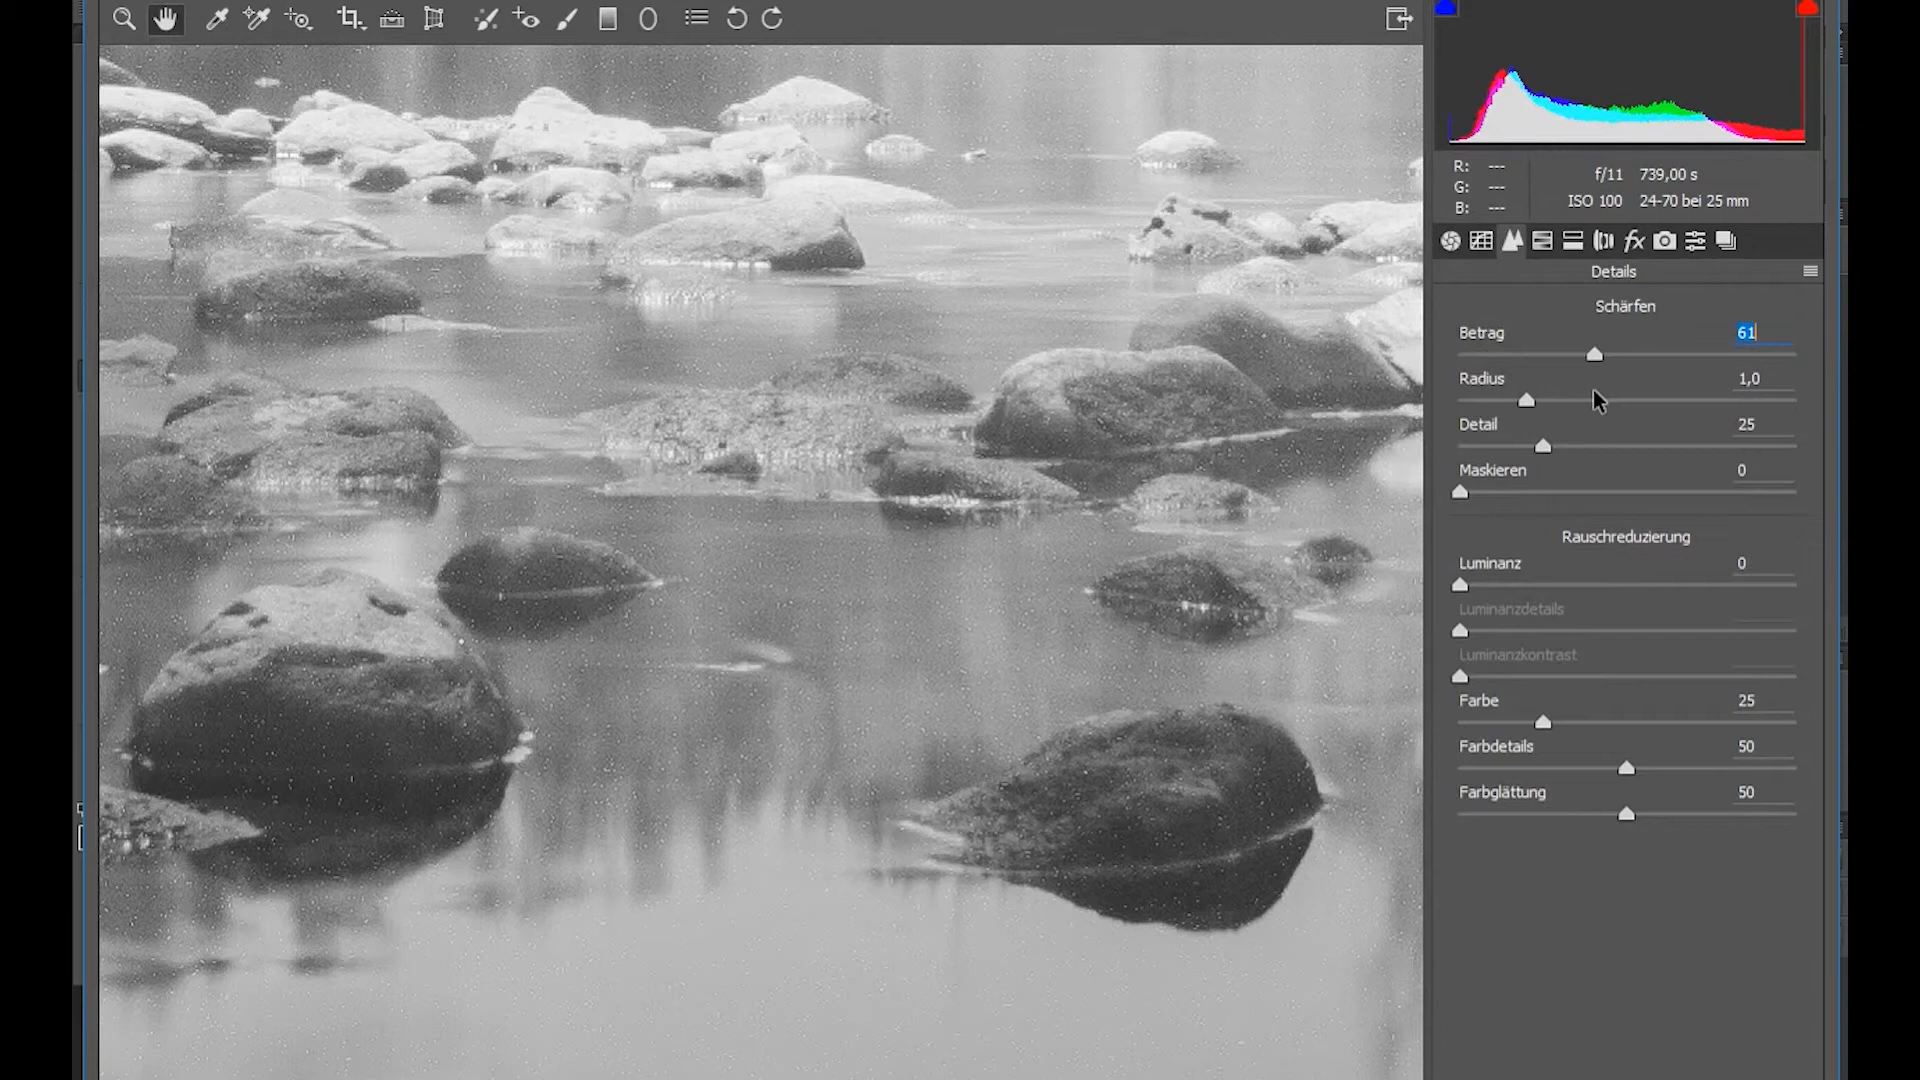 R: ---
G: ---
B: ---
f/11 739,00 s
ISO 100 24-70 bei 25 mm
fx
Details
Schärfen
Betrag 61
Radius 1,0
Detail 25
Maskieren 0
Rauschreduzierung
Luminanz 0
Luminanzdetails
Luminanzkontrast
Farbe 25
Farbdetails 50
Farbglättung 50